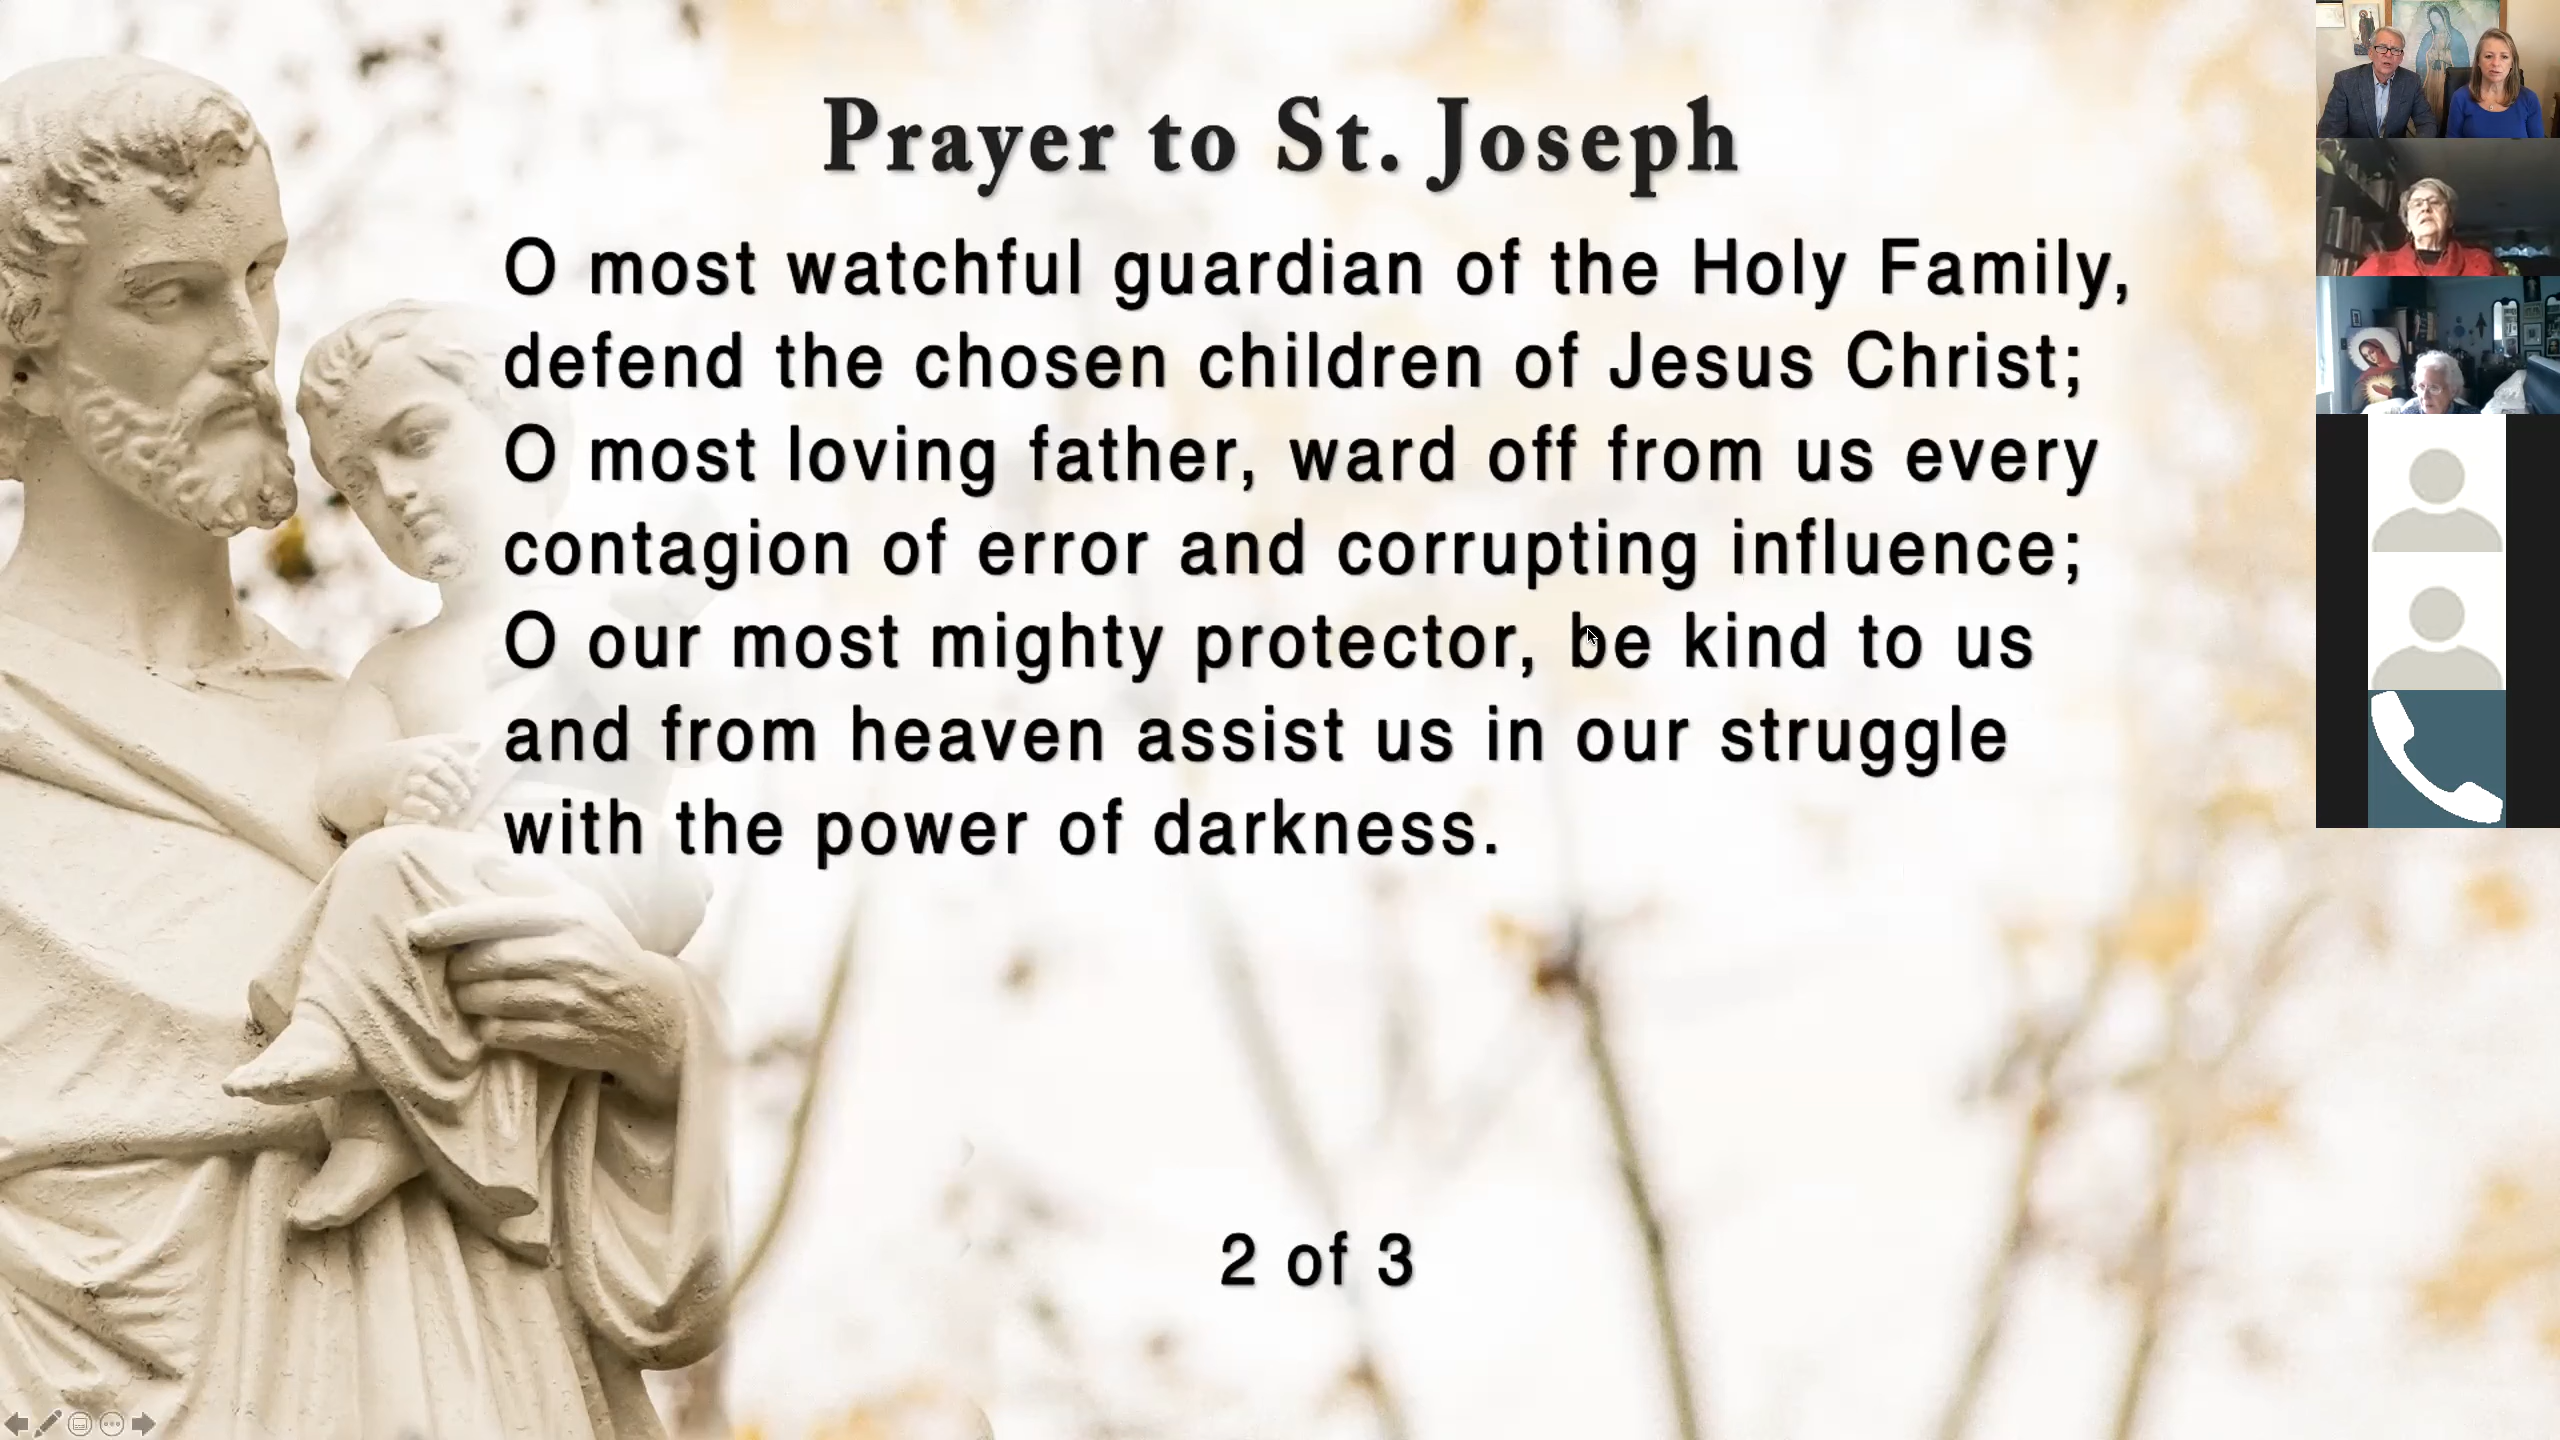 Prayer to St. Joseph
O most watchful guardian of the Holy Family,
defend the chosen children of Jesus Christ;
O most loving father, ward off from us every
contagion of error and corrupting influence;
O our most mighty protector, be kind to us
and from heaven assist us in our struggle
with the power of darkness.
2 of 3